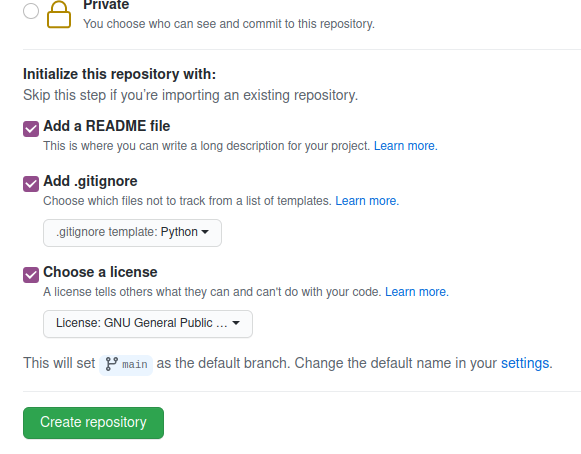 Private
You choose who can see and commit to this repository.
Initialize this repository with:
Skip this step if you’re importing an existing repository.
Add a README file
This is where you can write a long description for your project. Learn more.
Add .gitignore
Choose which files not to track from a list of templates. Learn more.
.gitignore template: Python
Choose a license
A license tells others what they can and can't do with your code. Learn more.
License: GNU General Public ...
This will set main as the default branch. Change the default name in your settings.
Create repository